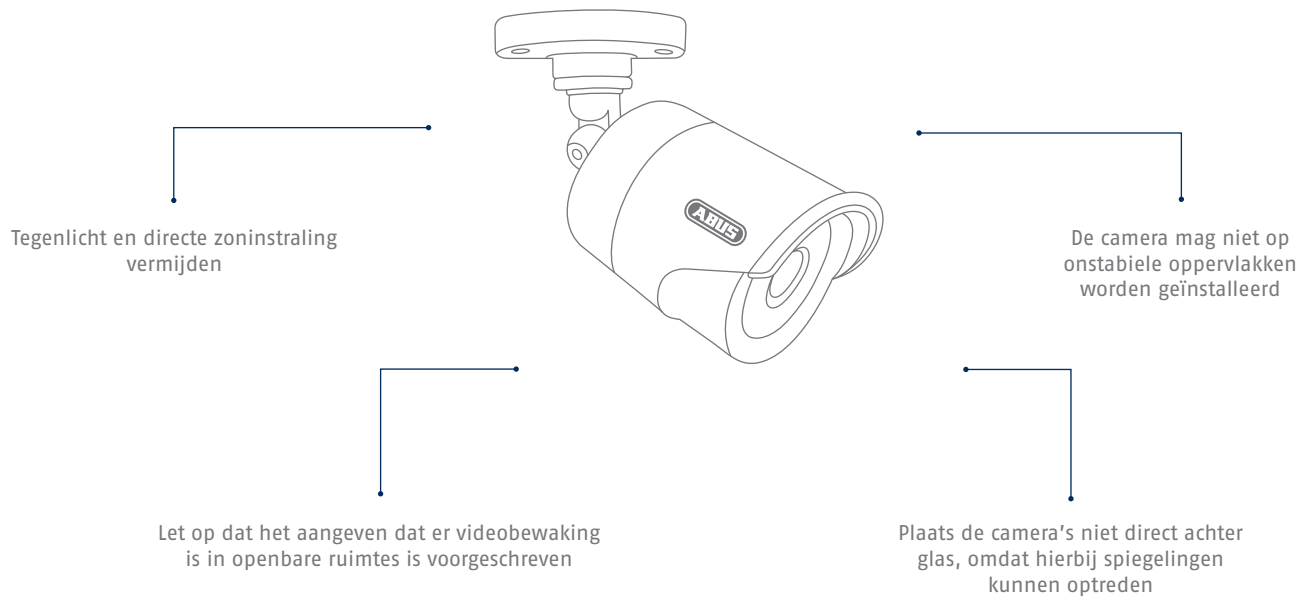 ABUS
Tegenlicht en directe zoninstraling
vermijden
De camera mag niet op
onstabiele oppervlakken
worden geïnstalleerd
Let op dat het aangeven dat er videobewaking
is in openbare ruimtes is voorgeschreven
Plaats de camera's niet direct achter
glas, omdat hierbij spiegelingen
kunnen optreden